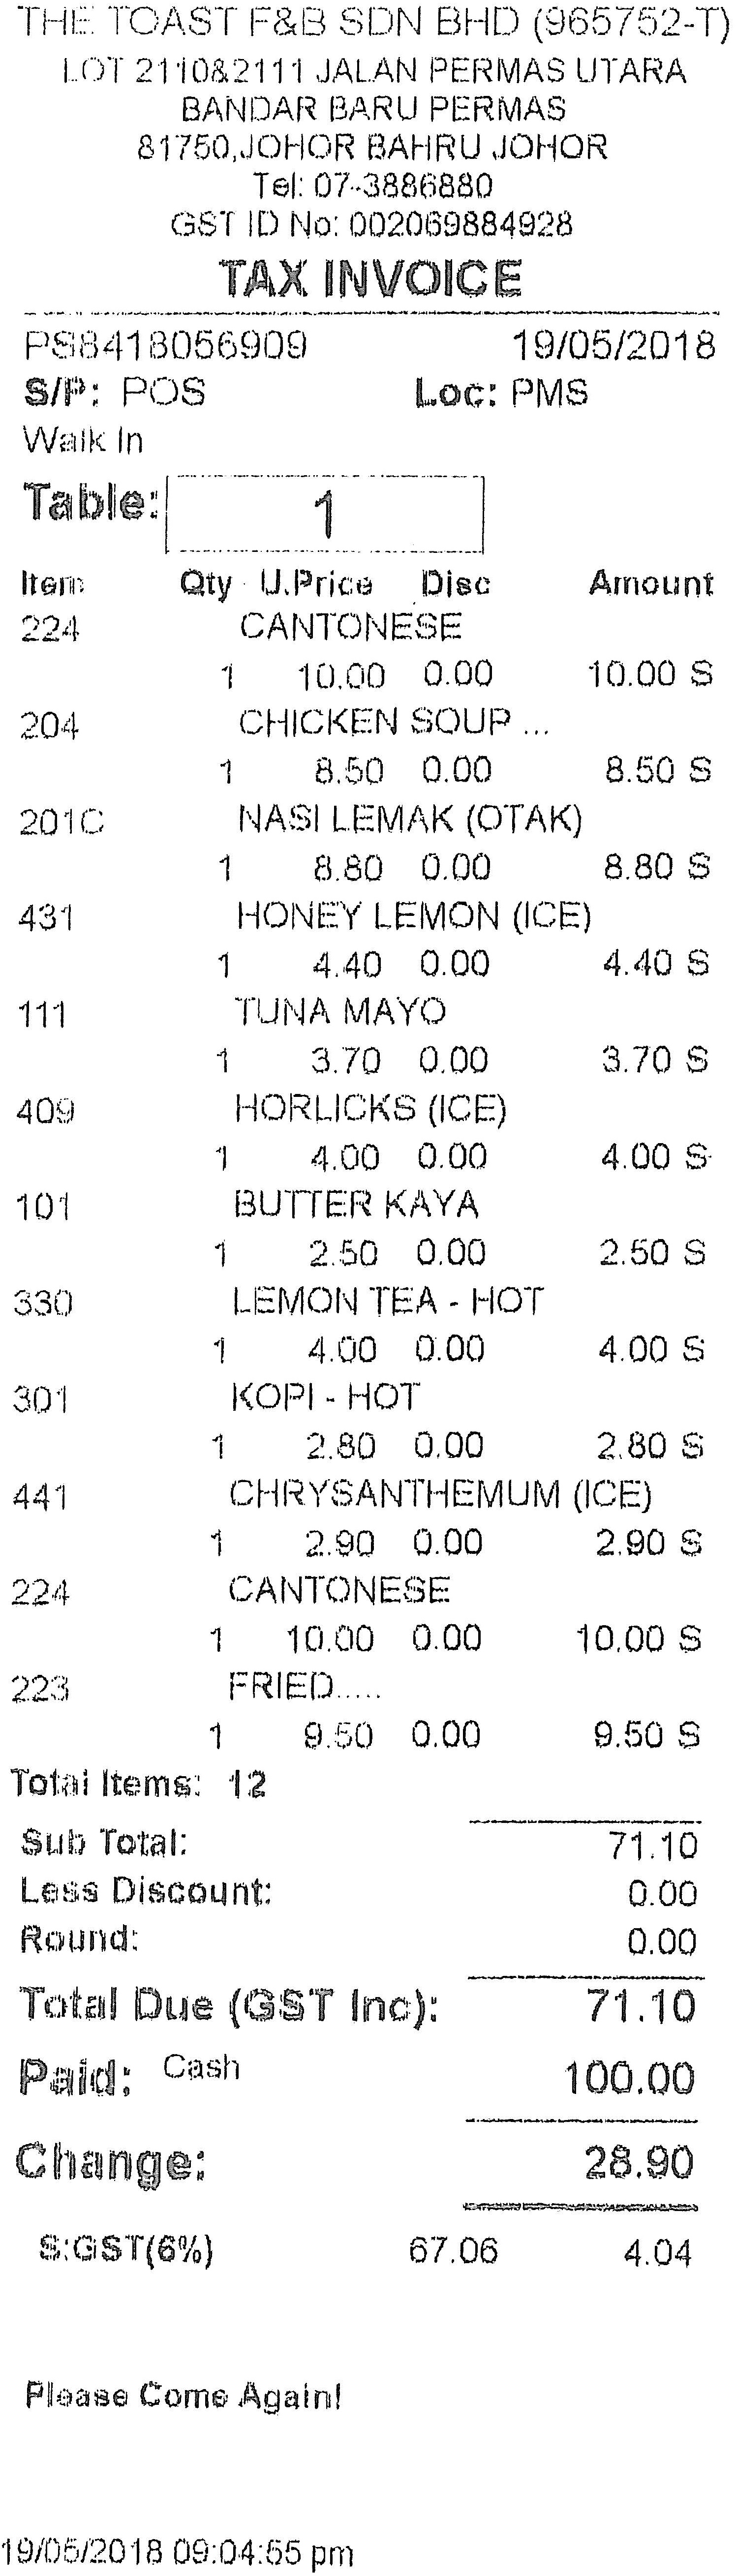 THE TOAST F&B SDN BHD (965752-T)
LOT 2110&2111 JALAN PERMAS UTARA
BANDAR BARU PERMAS
81750,JOHOR BAHRU JOHOR
Tel: 07-3886880
GST ID No: 002069884928
TAX INVOICE
PS8418056909 19/05/2018
S/P: POS Loc: PMS
Walk In
Table: 1
Item Qty U.Price Disc Amount
224 CANTONESE
1 10.00 0.00 10.00 S
204 CHICKEN SOUP ...
1 8.50 0.00 8.50 S
201C NASI LEMAK (OTAK)
1 8.80 0.00 8.80 S
431 HONEY LEMON (ICE)
1 4.40 0.00 4.40 S
111 TUNA MAYO
1 3.70 0.00 3.70 S
409 HORLICKS (ICE)
1 4.00 0.00 4.00 S
101 BUTTER KAYA
1 2.50 0.00 2.50 S
330 LEMON TEA - HOT
1 4.00 0.00 4.00 S
301 KOPI - HOT
1 2.80 0.00 2.80 S
441 CHRYSANTHEMUM (ICE)
1 2.90 0.00 2.90 S
224 CANTONESE
1 10.00 0.00 10.00 S
223 FRIED.....
1 9.50 0.00 9.50 S
Total Items: 12
Sub Total: 71.10
Less Discount: 0.00
Round: 0.00
Total Due (GST Inc): 71.10
Paid: Cash 100.00
Change: 28.90
S:GST(6%) 67.06 4.04
Please Come Again!
19/05/2018 09:04:55 pm